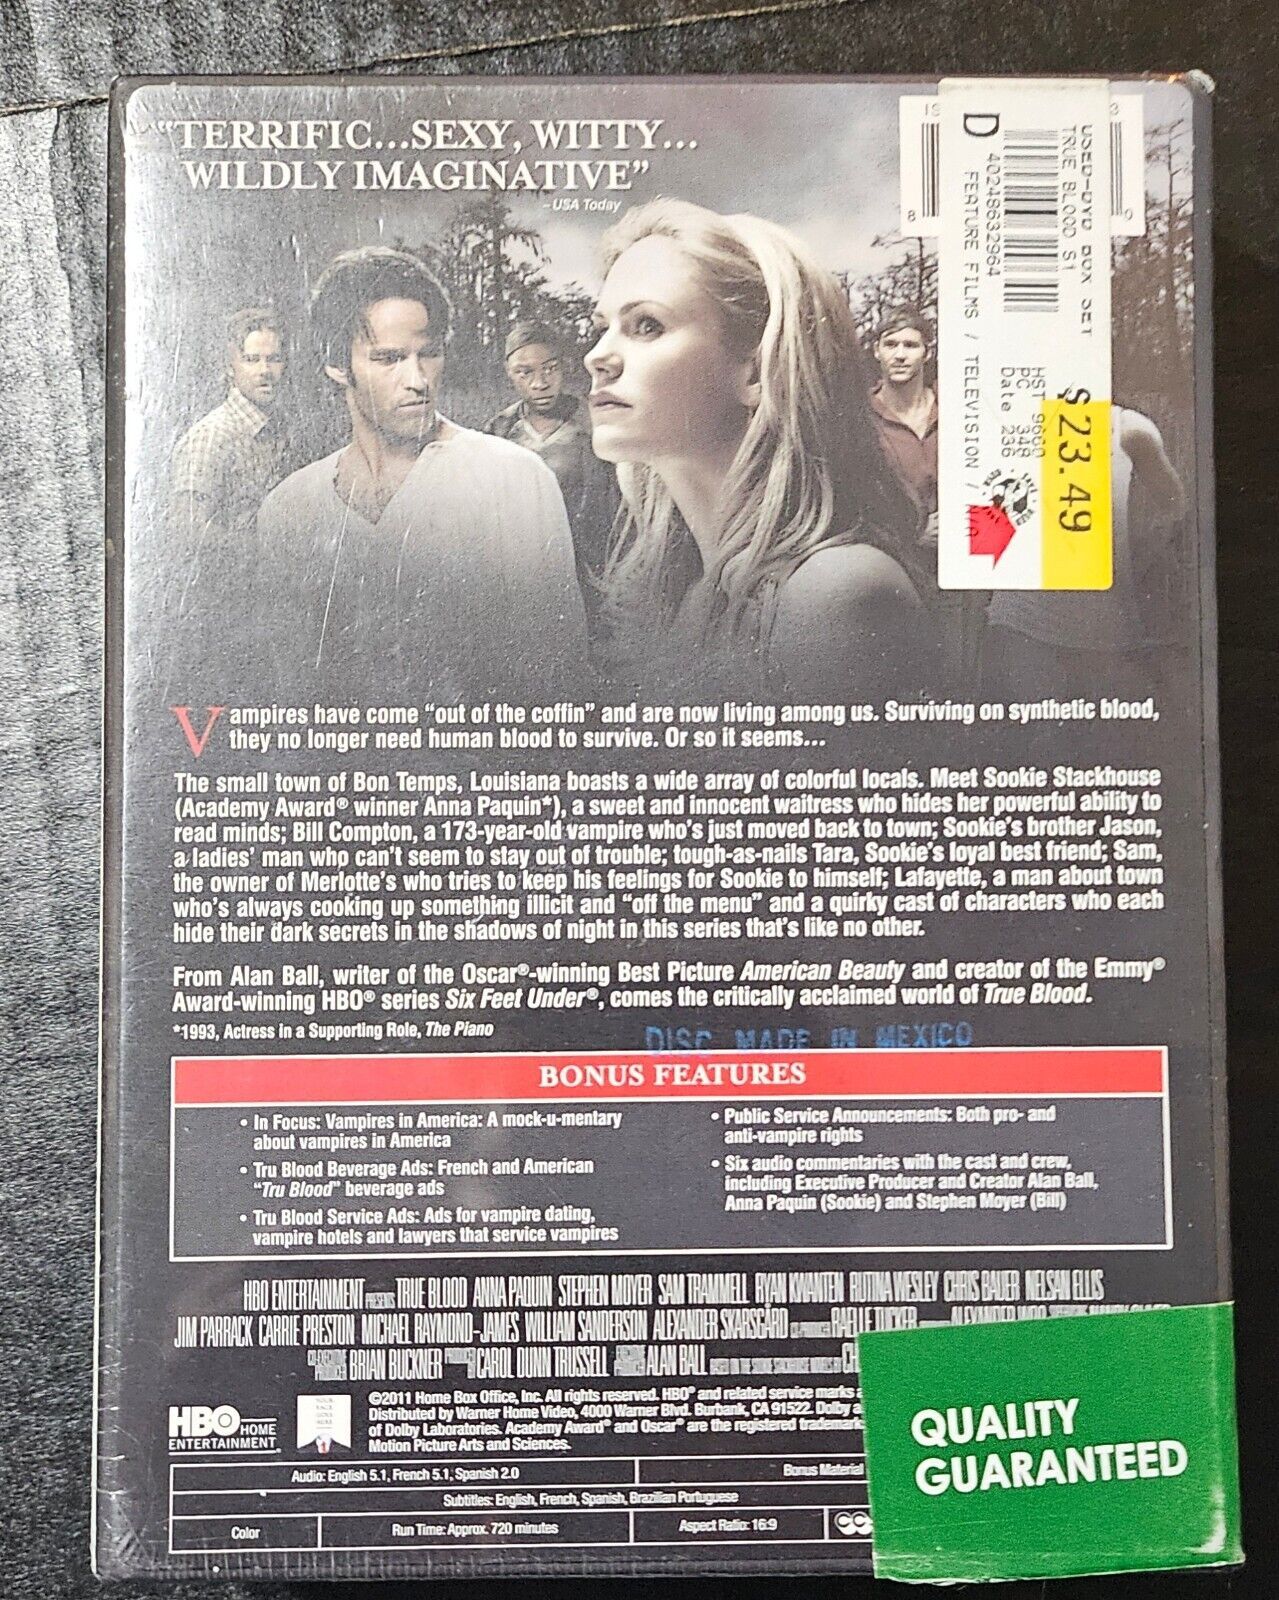 “TERRIFIC...SEXY, WITTY...
WILDLY IMAGINATIVE”
–USA Today
USED-DVD BOX SET
TRUE BLOOD S1
D 40248632964
FEATURE FILMS / TELEVISION / N/A
HST 9660
PC 348
Date 236
$23.49
Vampires have come “out of the coffin” and are now living among us. Surviving on synthetic blood,
they no longer need human blood to survive. Or so it seems...
The small town of Bon Temps, Louisiana boasts a wide array of colorful locals. Meet Sookie Stackhouse
(Academy Award® winner Anna Paquin*), a sweet and innocent waitress who hides her powerful ability to
read minds; Bill Compton, a 173-year-old vampire who's just moved back to town; Sookie's brother Jason,
a ladies' man who can't seem to stay out of trouble; tough-as-nails Tara, Sookie's loyal best friend; Sam,
the owner of Merlotte's who tries to keep his feelings for Sookie to himself; Lafayette, a man about town
who's always cooking up something illicit and “off the menu” and a quirky cast of characters who each
hide their dark secrets in the shadows of night in this series that's like no other.
From Alan Ball, writer of the Oscar®-winning Best Picture American Beauty and creator of the Emmy®
Award-winning HBO® series Six Feet Under®, comes the critically acclaimed world of True Blood.
*1993, Actress in a Supporting Role, The Piano
DISC MADE IN MEXICO
BONUS FEATURES
• In Focus: Vampires in America: A mock-u-mentary
about vampires in America
• Tru Blood Beverage Ads: French and American
“Tru Blood” beverage ads
• Tru Blood Service Ads: Ads for vampire dating,
vampire hotels and lawyers that service vampires
• Public Service Announcements: Both pro- and
anti-vampire rights
• Six audio commentaries with the cast and crew,
including Executive Producer and Creator Alan Ball,
Anna Paquin (Sookie) and Stephen Moyer (Bill)
HBO ENTERTAINMENT PRESENTS TRUE BLOOD ANNA PAQUIN STEPHEN MOYER SAM TRAMMELL RYAN KWANTEN RUTINA WESLEY CHRIS BAUER NELSAN ELLIS
JIM PARRACK CARRIE PRESTON MICHAEL RAYMOND-JAMES WILLIAM SANDERSON ALEXANDER SKARSGÅRD CO-PRODUCER RAELLE TUCKER
CO-EXECUTIVE PRODUCER BRIAN BUCKNER PRODUCED BY CAROL DUNN TRUSSELL EXECUTIVE PRODUCER ALAN BALL
©2011 Home Box Office, Inc. All rights reserved. HBO® and related service marks
Distributed by Warner Home Video, 4000 Warner Blvd. Burbank, CA 91522. Dolby
of Dolby Laboratories. Academy Award® and Oscar® are the registered
Motion Picture Arts and Sciences.
HBO HOME
ENTERTAINMENT
Audio: English 5.1, French 5.1, Spanish 2.0
Bonus Material
Subtitles: English, French, Spanish, Brazilian Portuguese
Color
Run Time: Approx. 720 minutes
Aspect Ratio: 16:9
CC
QUALITY
GUARANTEED